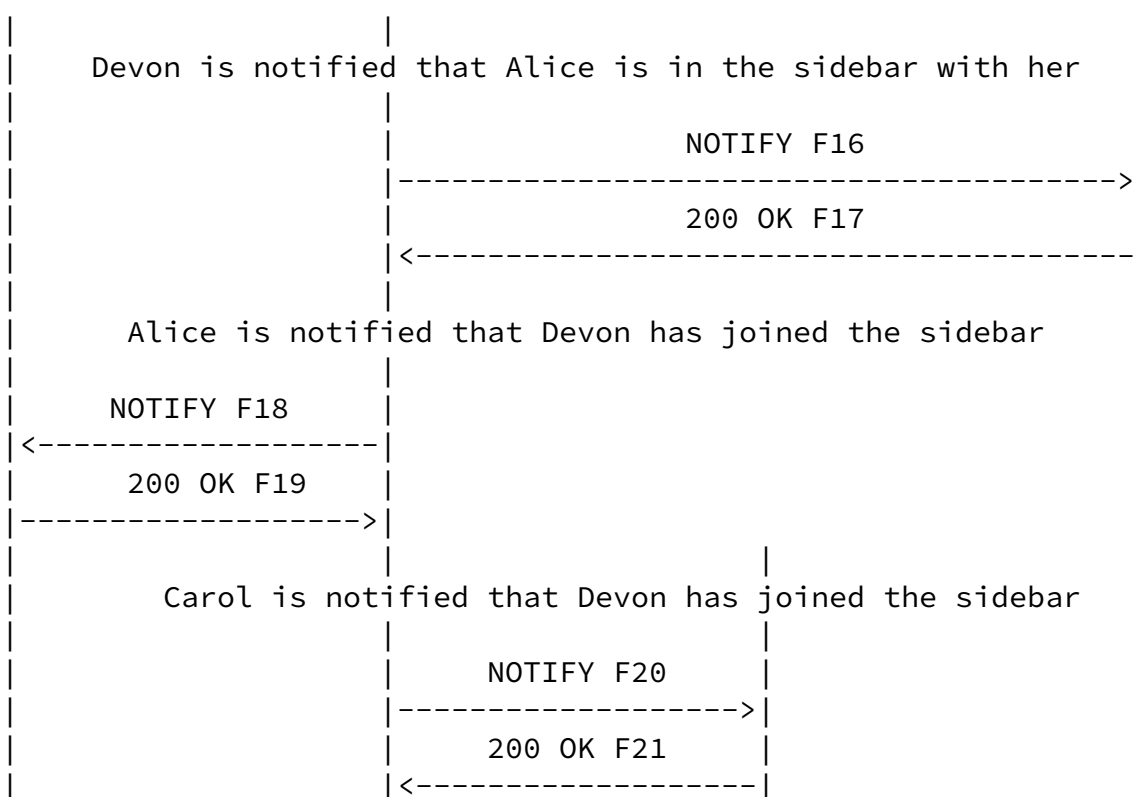 Devon is notified that Alice is in the sidebar with her
NOTIFY F16
200 OK F17
Alice is notified that Devon has joined the sidebar
NOTIFY F18
200 OK F19
Carol is notified that Devon has joined the sidebar
NOTIFY F20
200 OK F21